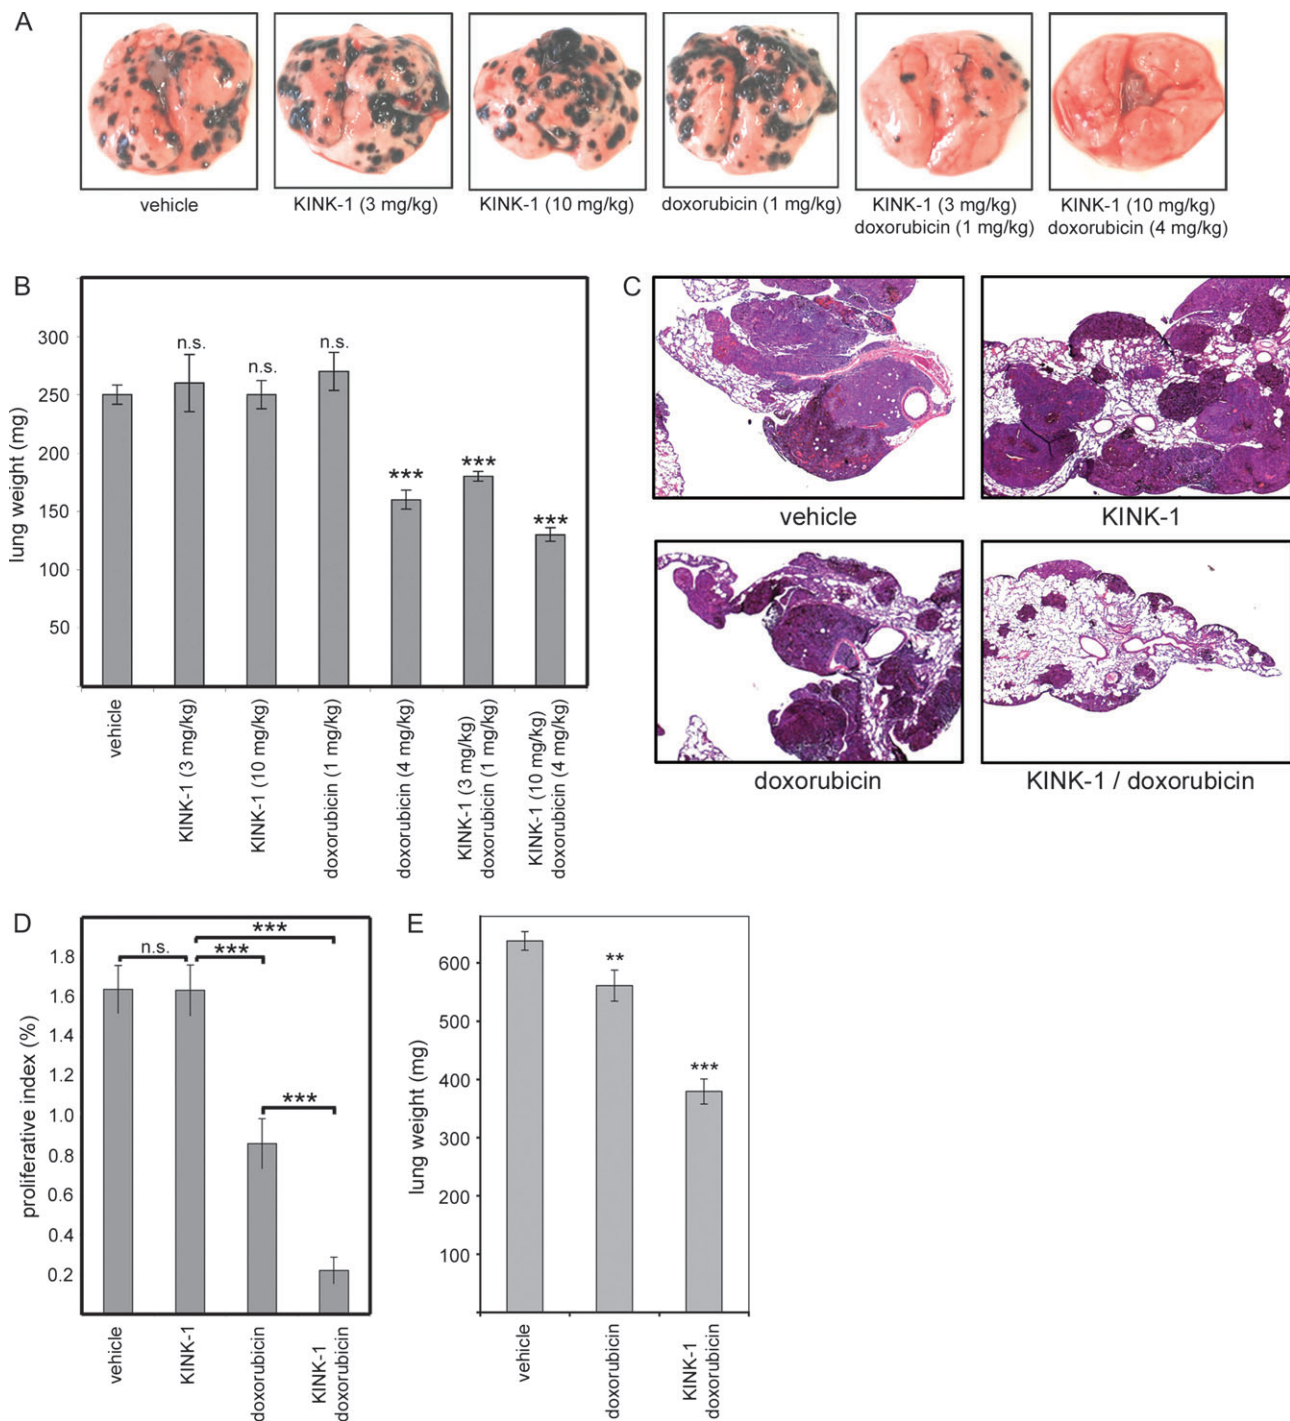 A
vehicle
KINK-1 (3 mg/kg)
KINK-1 (10 mg/kg)
doxorubicin (1 mg/kg)
KINK-1 (3 mg/kg)
doxorubicin (1 mg/kg)
KINK-1 (10 mg/kg)
doxorubicin (4 mg/kg)
B
lung weight (mg)
300
250
200
150
100
50
n.s.
n.s.
n.s.
***
***
***
vehicle
KINK-1 (3 mg/kg)
KINK-1 (10 mg/kg)
doxorubicin (1 mg/kg)
doxorubicin (4 mg/kg)
KINK-1 (3 mg/kg)
doxorubicin (1 mg/kg)
KINK-1 (10 mg/kg)
doxorubicin (4 mg/kg)
C
vehicle
KINK-1
doxorubicin
KINK-1 / doxorubicin
D
proliferative index (%)
1.8
1.6
1.4
1.2
1.0
0.8
0.6
0.4
0.2
n.s.
***
***
***
vehicle
KINK-1
doxorubicin
KINK-1
doxorubicin
E
lung weight (mg)
600
500
400
300
200
100
**
***
vehicle
doxorubicin
KINK-1
doxorubicin